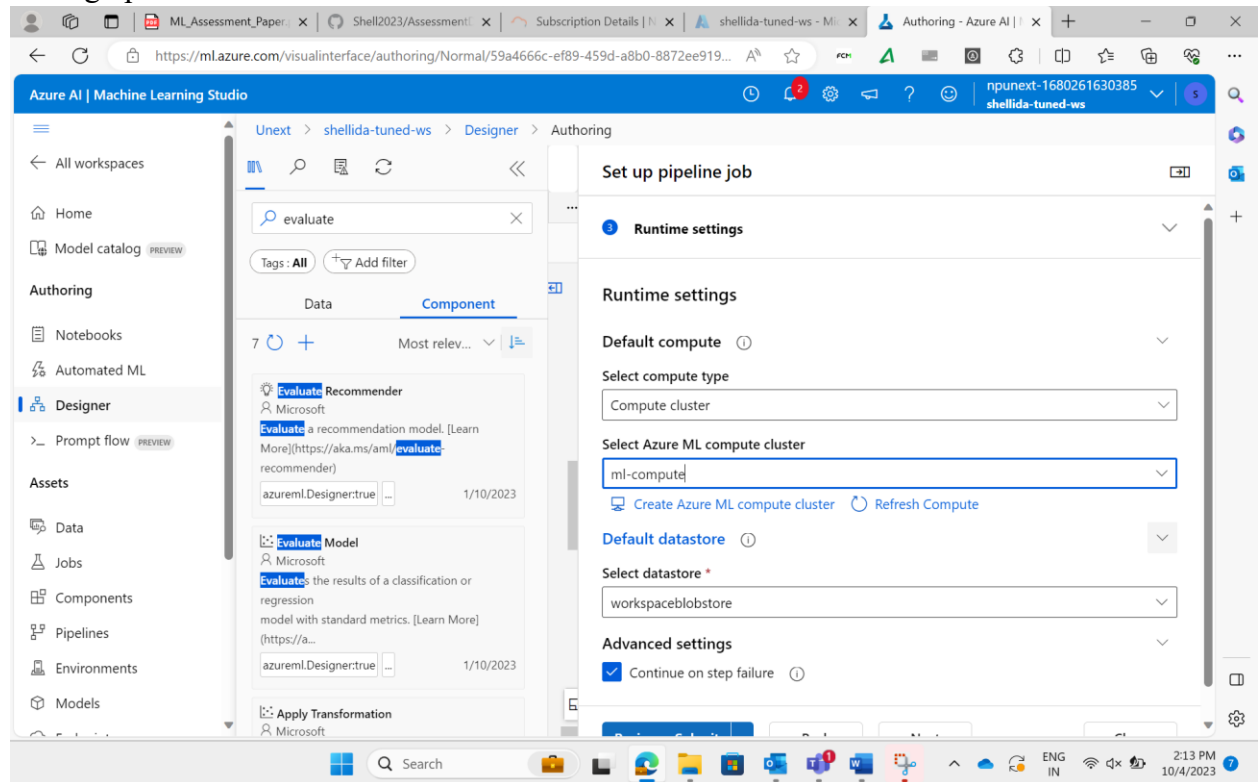 ML_Assessment_Paper.
Shell2023/Assessment
Subscription Details | N
shellida-tuned-ws - Mic
Authoring - Azure AI |
https://ml.azure.com/visualinterface/authoring/Normal/59a4666c-ef89-459d-a8b0-8872ee919...
FCM
Azure AI | Machine Learning Studio
2
npunext-1680261630385
shellida-tuned-ws
S
Unext > shellida-tuned-ws > Designer > Authoring
All workspaces
Home
Model catalog PREVIEW
Authoring
Notebooks
Automated ML
Designer
Prompt flow PREVIEW
Assets
Data
Jobs
Components
Pipelines
Environments
Models
evaluate
Tags : All
Add filter
Data
Component
7
Most relev...
Evaluate Recommender
Microsoft
Evaluate a recommendation model. [Learn
More](https://aka.ms/aml/evaluate-
recommender)
azureml.Designer:true ... 1/10/2023
Evaluate Model
Microsoft
Evaluates the results of a classification or
regression
model with standard metrics. [Learn More]
(https://a...
azureml.Designer:true ... 1/10/2023
Apply Transformation
Microsoft
Set up pipeline job
3 Runtime settings
Runtime settings
Default compute
Select compute type
Compute cluster
Select Azure ML compute cluster
ml-compute
Create Azure ML compute cluster
Refresh Compute
Default datastore
Select datastore *
workspaceblobstore
Advanced settings
Continue on step failure
Search
ENG
IN
2:13 PM
10/4/2023
7